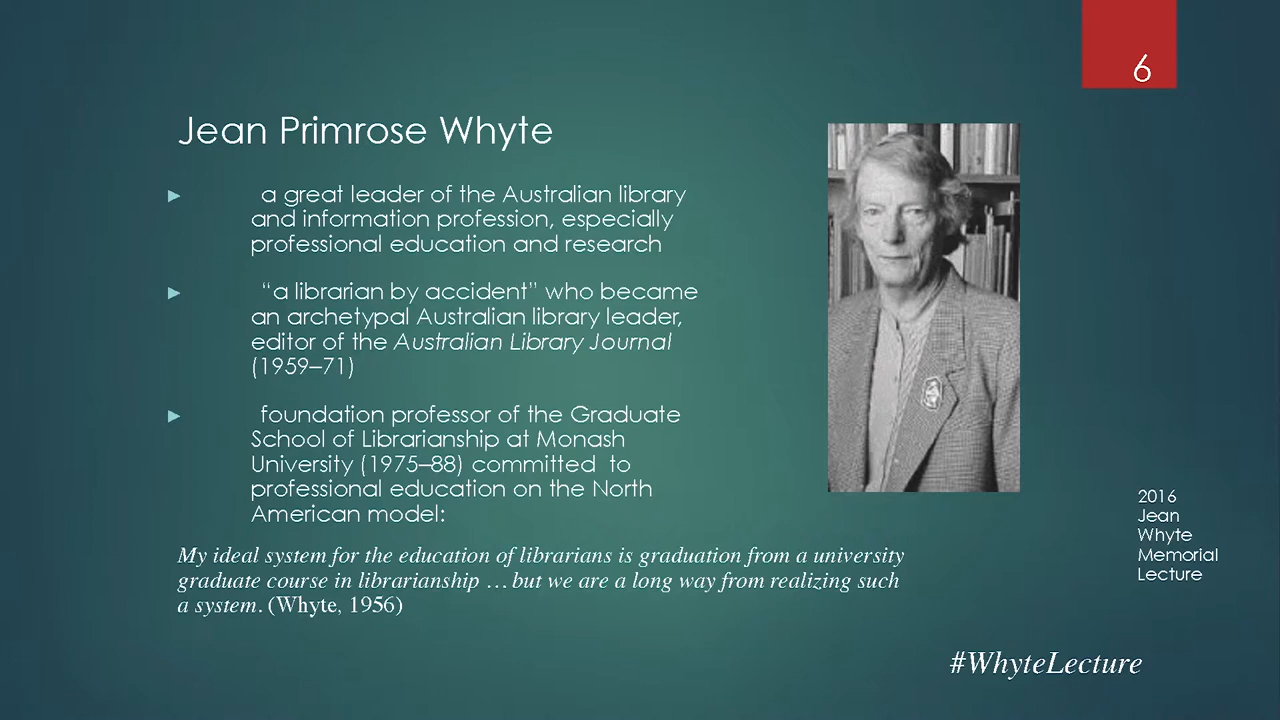 6
Jean Primrose Whyte
a great leader of the Australian library
and information profession, especially
professional education and research
“a librarian by accident” who became
an archetypal Australian library leader,
editor of the Australian Library Journal
(1959–71)
foundation professor of the Graduate
School of Librarianship at Monash
University (1975–88) committed to
professional education on the North
American model:
My ideal system for the education of librarians is graduation from a university
graduate course in librarianship … but we are a long way from realizing such
a system. (Whyte, 1956)
2016
Jean
Whyte
Memorial
Lecture
#WhyteLecture